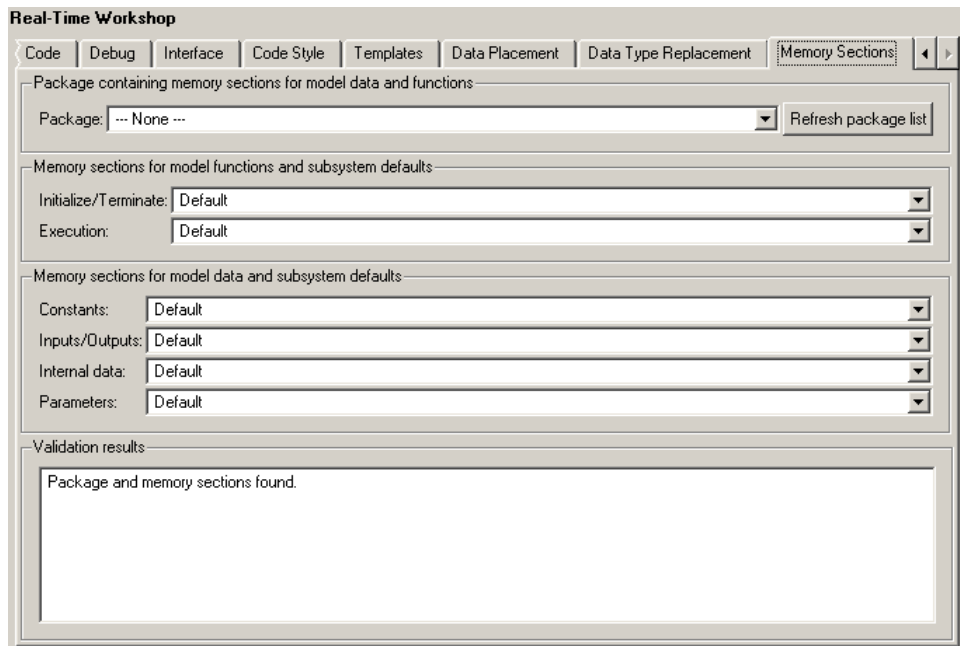 Real-Time Workshop
Code Debug Interface Code Style Templates Data Placement Data Type Replacement Memory Sections
Package containing memory sections for model data and functions
Package: --- None --- Refresh package list
Memory sections for model functions and subsystem defaults
Initialize/Terminate: Default
Execution: Default
Memory sections for model data and subsystem defaults
Constants: Default
Inputs/Outputs: Default
Internal data: Default
Parameters: Default
Validation results
Package and memory sections found.